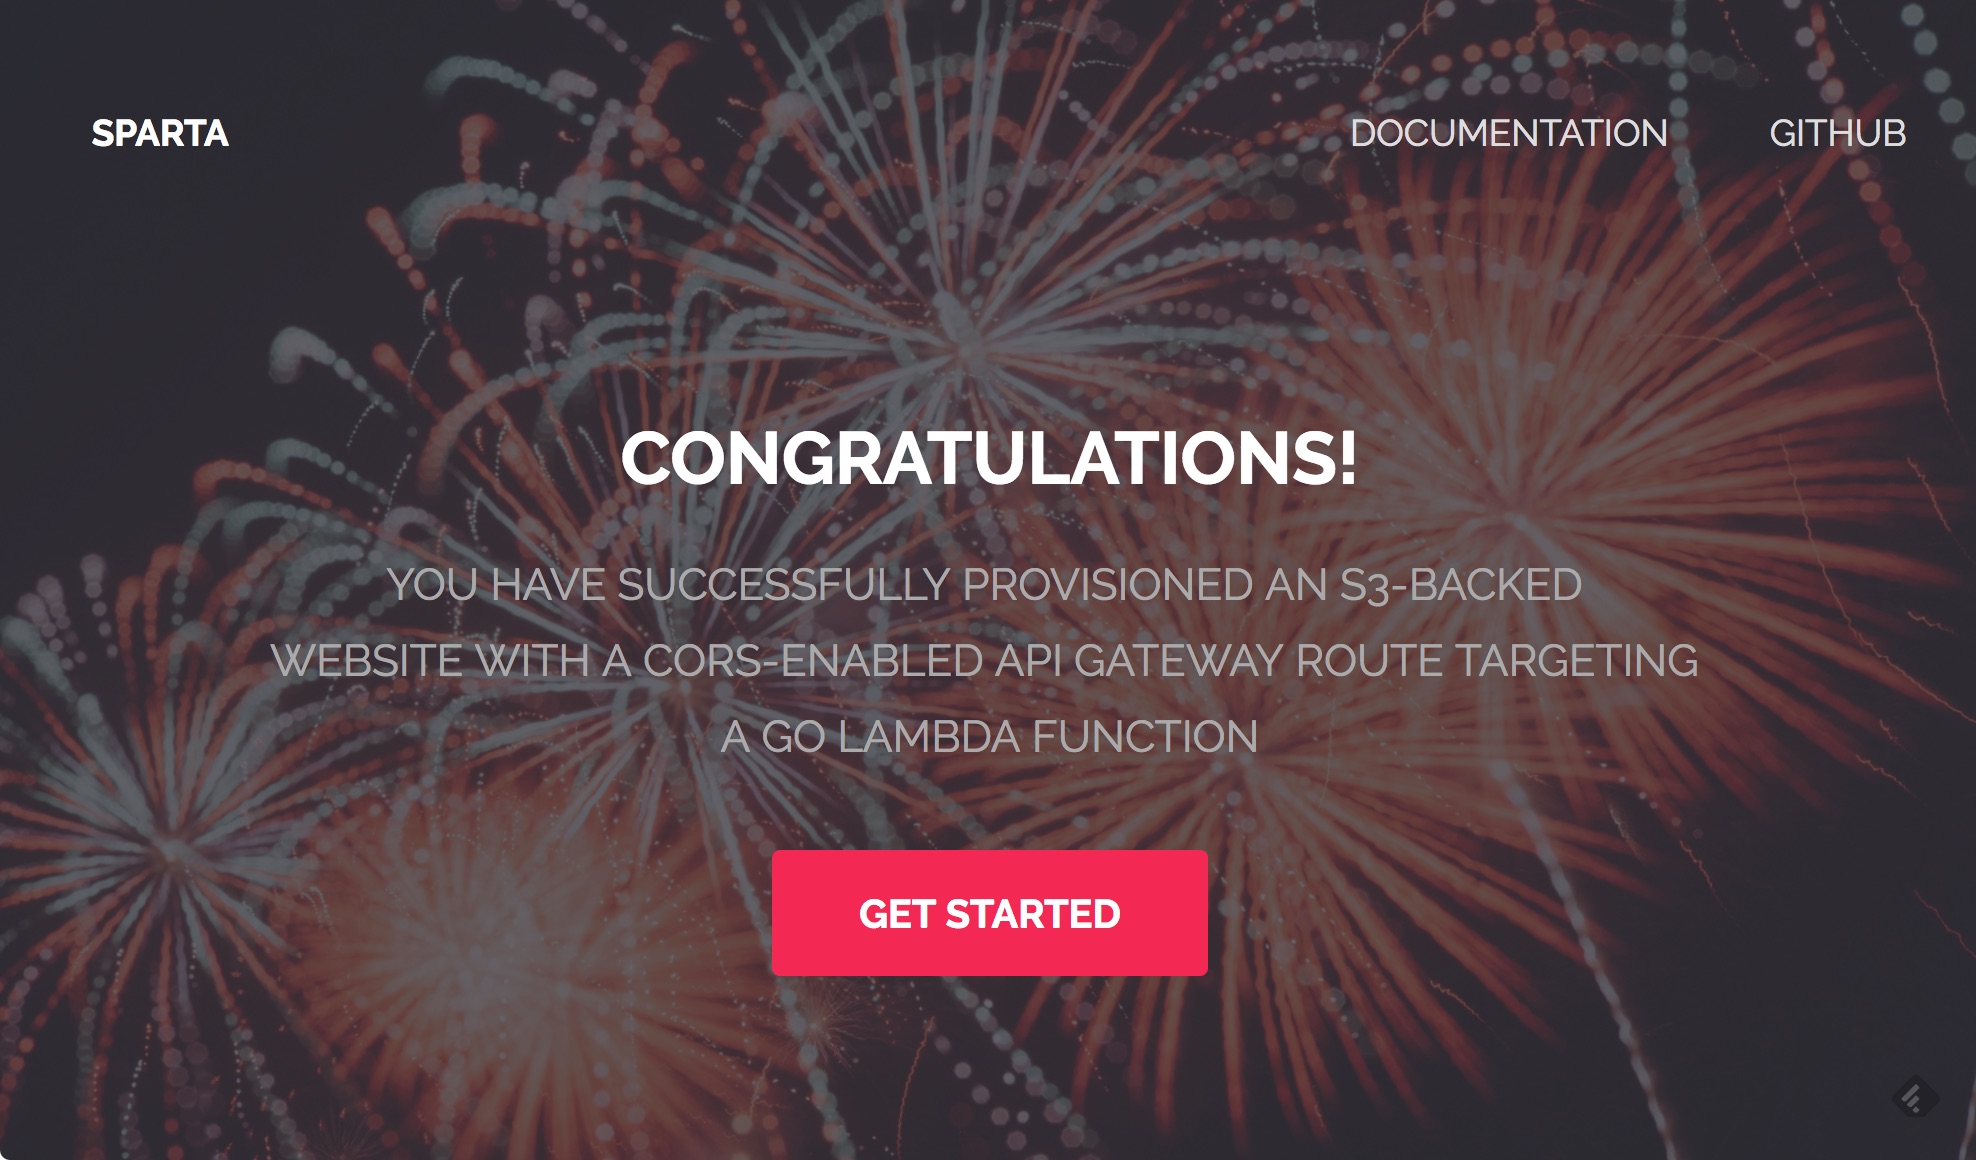 SPARTA
DOCUMENTATION
GITHUB
CONGRATULATIONS!
YOU HAVE SUCCESSFULLY PROVISIONED AN S3-BACKED
WEBSITE WITH A CORS-ENABLED API GATEWAY ROUTE TARGETING
A GO LAMBDA FUNCTION
GET STARTED